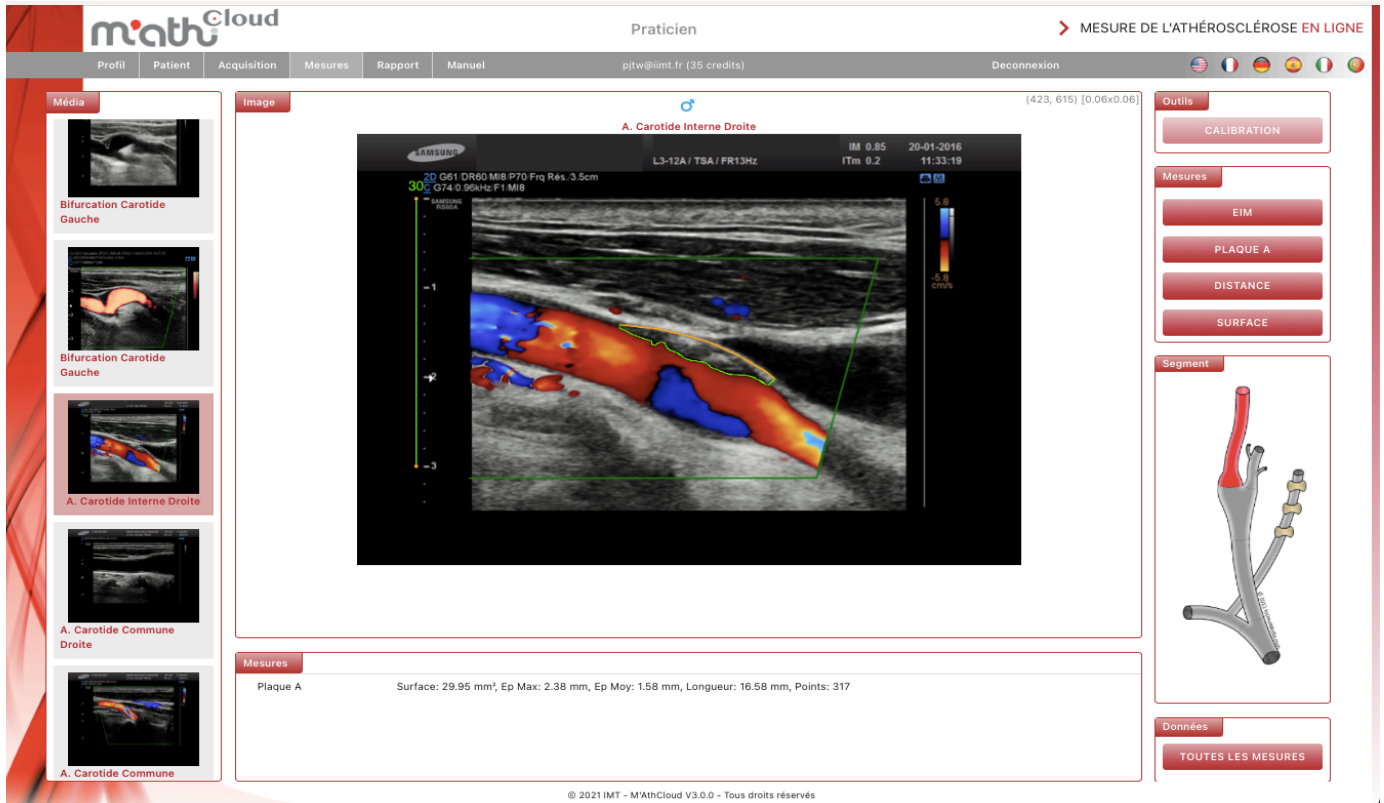 m'ath Cloud
Praticien
MESURE DE L'ATHÉROSCLÉROSE EN LIGNE
Profil Patient Acquisition Mesures Rapport Manuel pjtw@iimt.fr (35 credits) Deconnexion
Média
Bifurcation Carotide
Gauche
Bifurcation Carotide
Gauche
A. Carotide Interne Droite
A. Carotide Commune
Droite
A. Carotide Commune
Image
(423, 615) [0.06x0.06]
A. Carotide Interne Droite
SAMSUNG
L3-12A / TSA / FR13Hz
IM 0.85 20-01-2016
ITm 0.2 11:33:19
2D G61/DR60/MI8/P70/Frq Rés./3.5cm
30C G74/0.96kHz/F1/MI8
SAMSUNG
RS80A
5.8
-5.8
cm/s
1
2
3
Mesures
Plaque A Surface: 29.95 mm², Ep Max: 2.38 mm, Ep Moy: 1.58 mm, Longueur: 16.58 mm, Points: 317
Outils
CALIBRATION
Mesures
EIM
PLAQUE A
DISTANCE
SURFACE
Segment
Données
TOUTES LES MESURES
© 2021 IMT - M'AthCloud V3.0.0 - Tous droits réservés